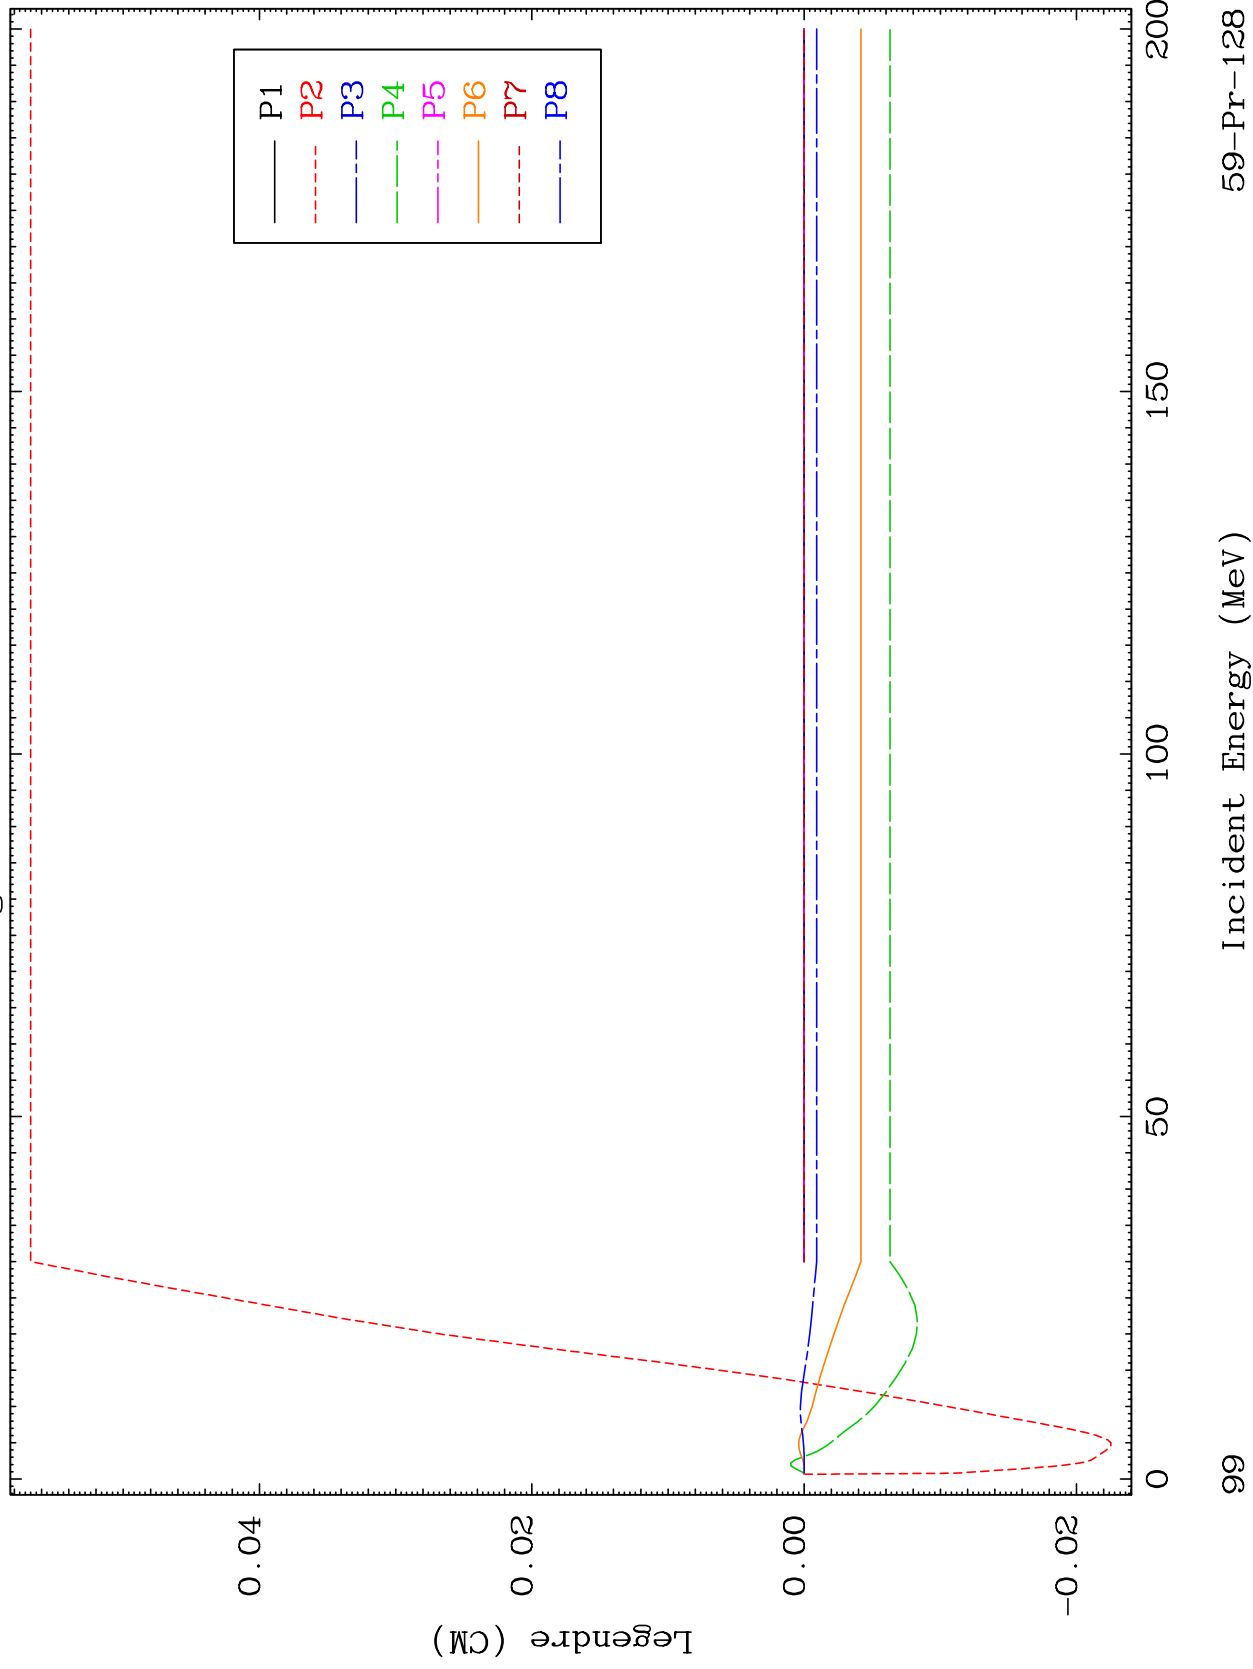 P1
P2
P3
P4
P5
P6
P7
P8
0.04
0.02
0.00
-0.02
Legendre (CM)
0
50
100
150
200
Incident Energy (MeV)
99
59-Pr-128